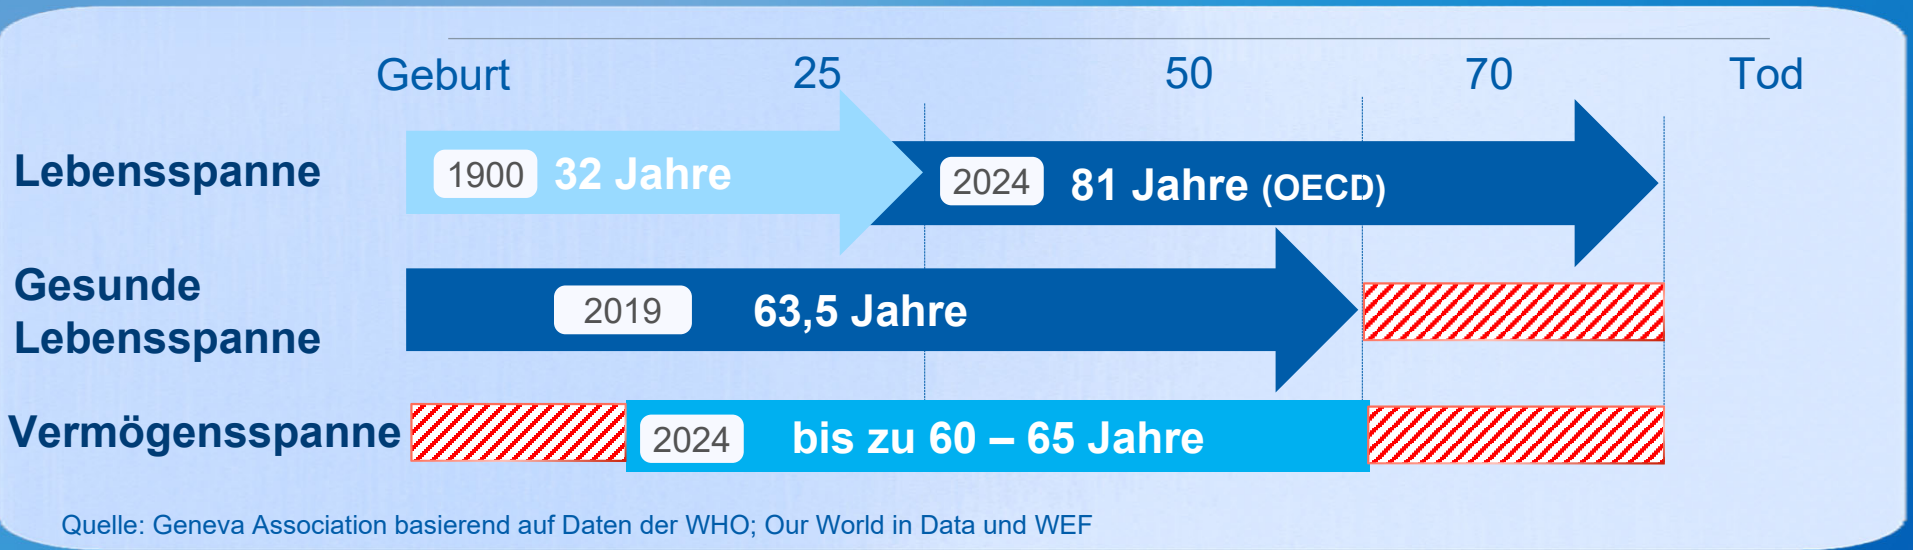 Geburt 25 50 70 Tod
Lebensspanne 1900 32 Jahre 2024 81 Jahre (OECD)
Gesunde
Lebensspanne
2019 63,5 Jahre
Vermögensspanne 2024 bis zu 60 – 65 Jahre
Quelle: Geneva Association basierend auf Daten der WHO; Our World in Data und WEF